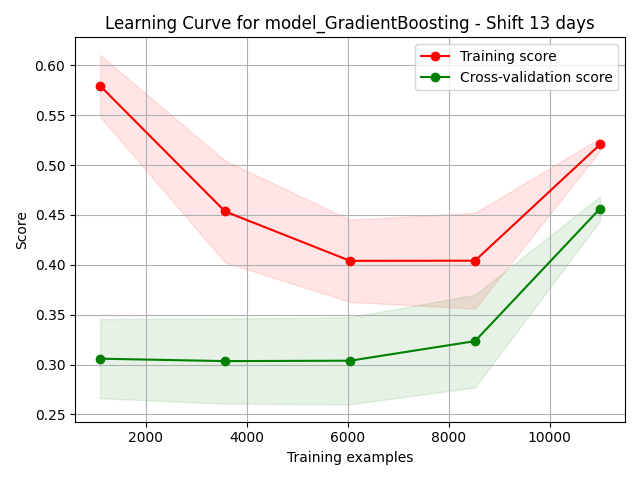 Learning Curve for model_GradientBoosting - Shift 13 days
Training score
Cross-validation score
Score
0.60
0.55
0.50
0.45
0.40
0.35
0.30
0.25
2000 4000 6000 8000 10000
Training examples